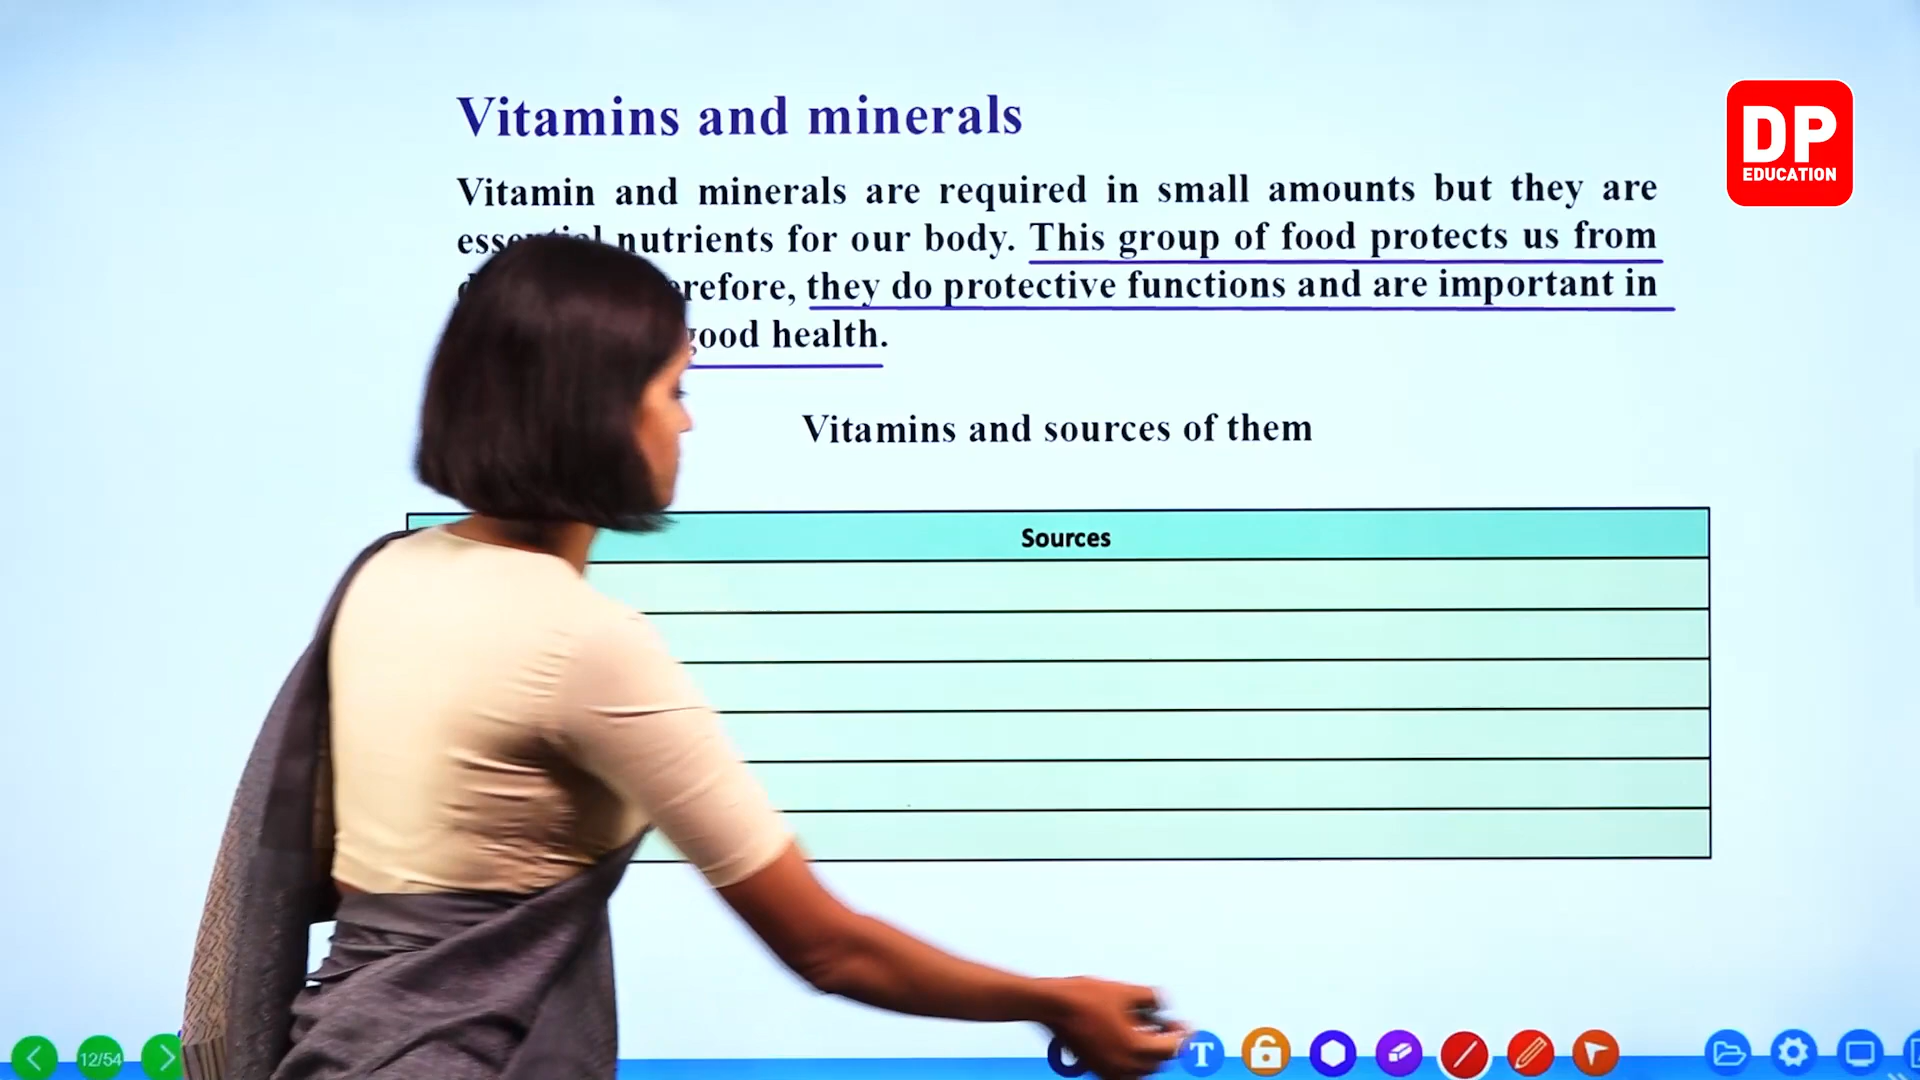 Vitamins and minerals
DP
EDUCATION
Vitamin and minerals are required in small amounts but they are
nutrients for our body. This group of food protects us from
they do protective functions and are important in
good health.
Vitamins and sources of them
Sources
12/54
T